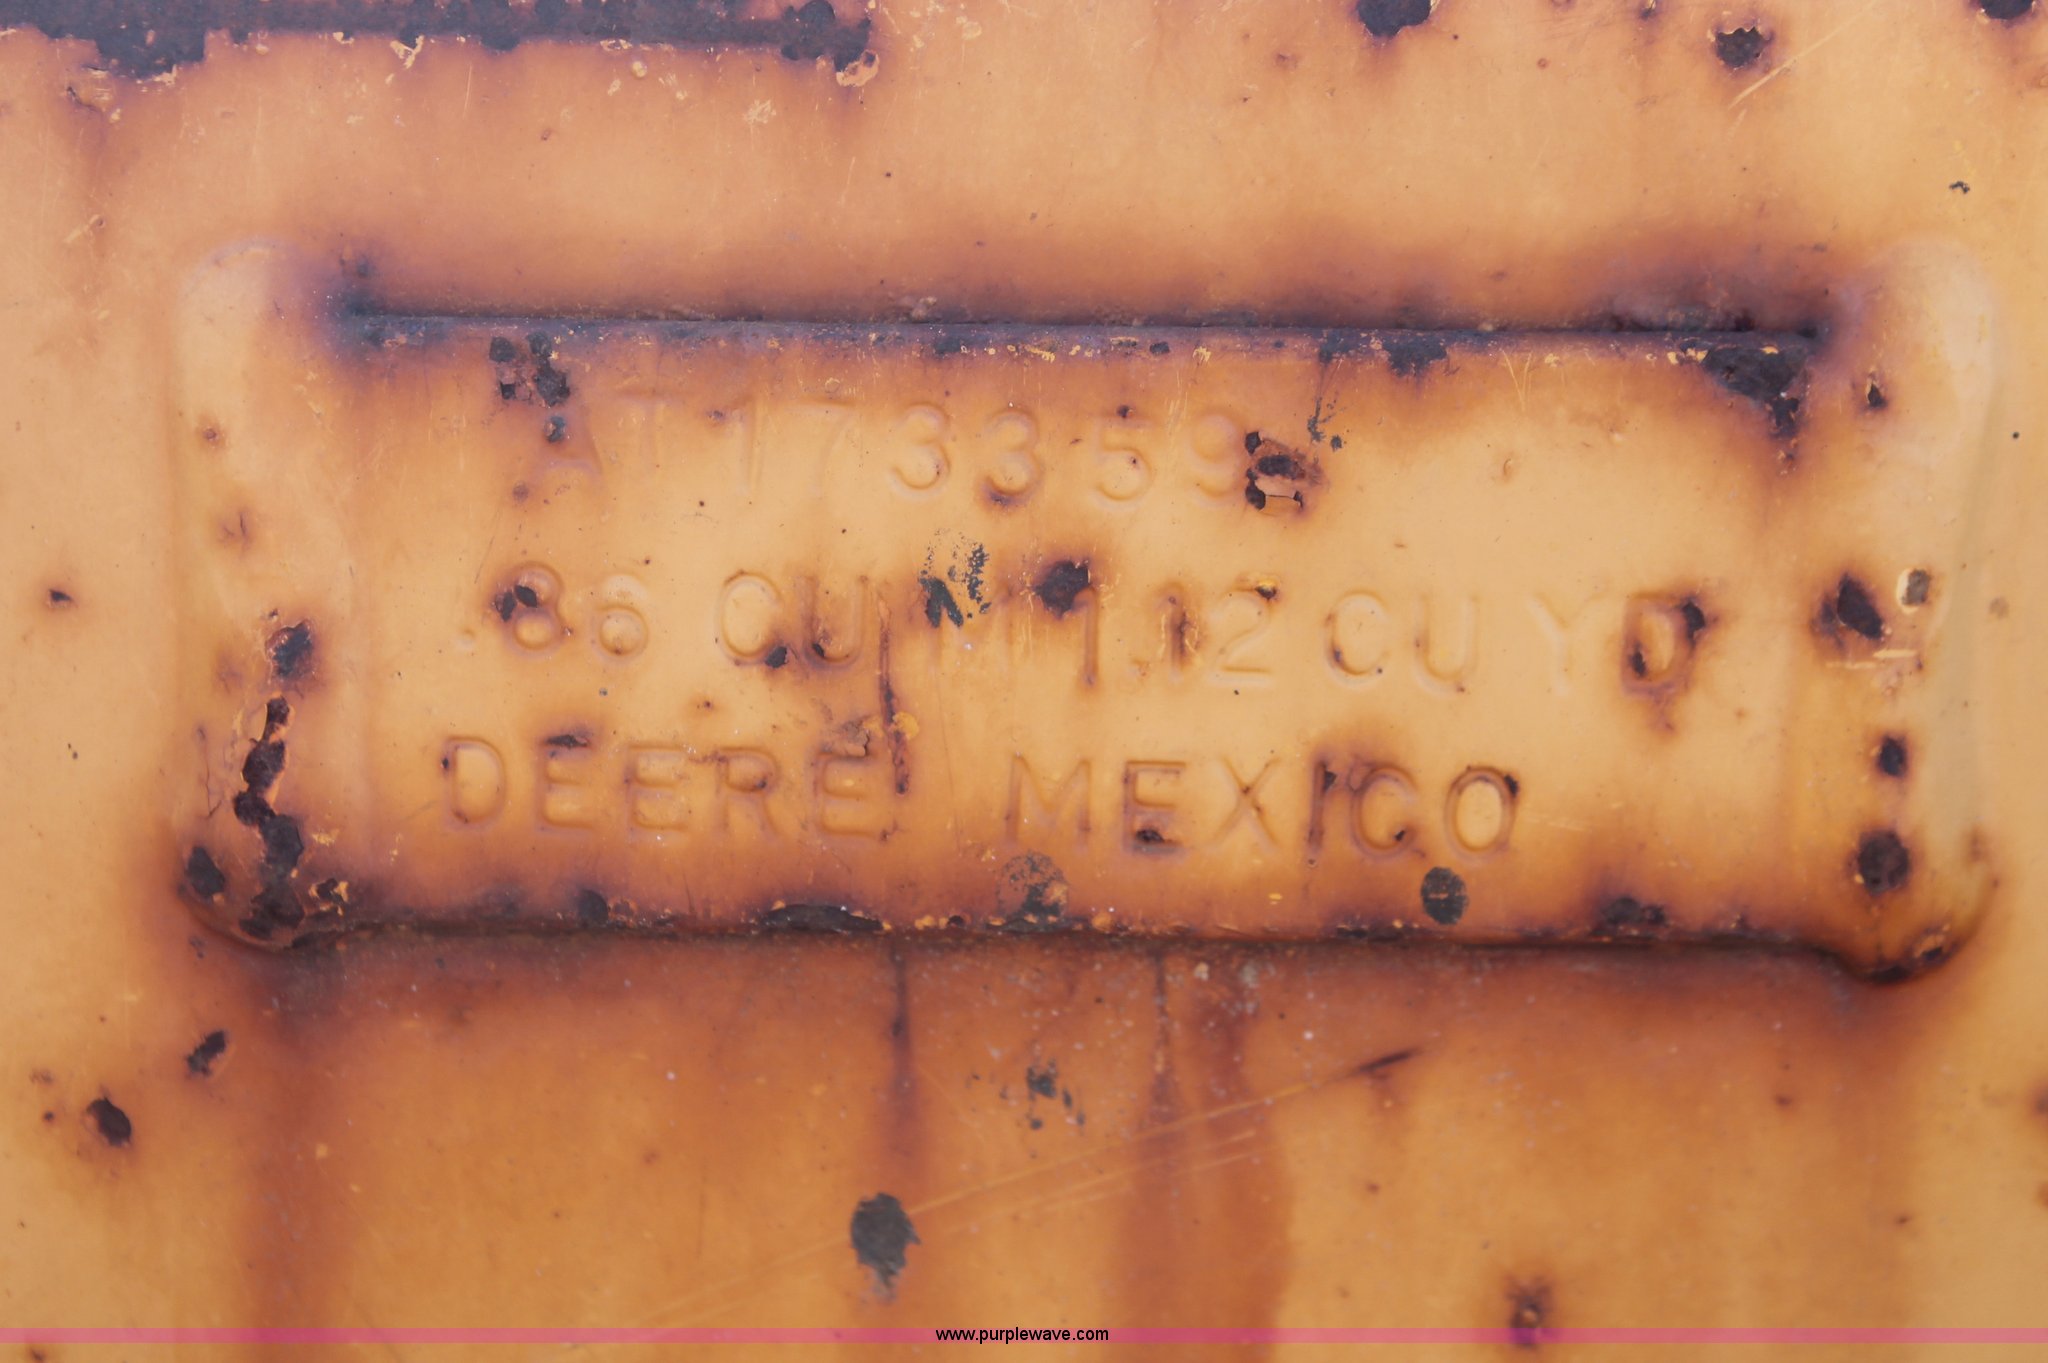 AT173359
.86 CU M 1.12 CU YD
DEERE MEXICO
www.purplewave.com